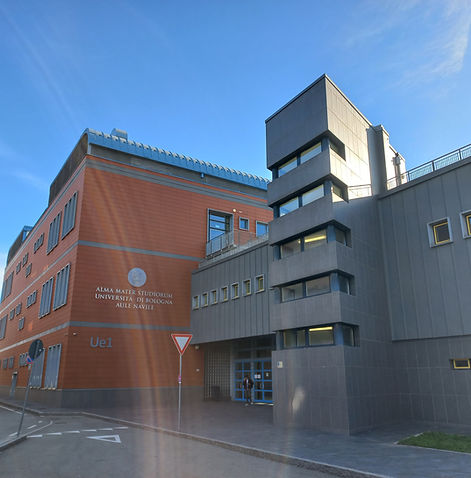 ALMA MATER STUDIORUM
UNIVERSITÀ DI BOLOGNA
AULE NAVILE
Ue1